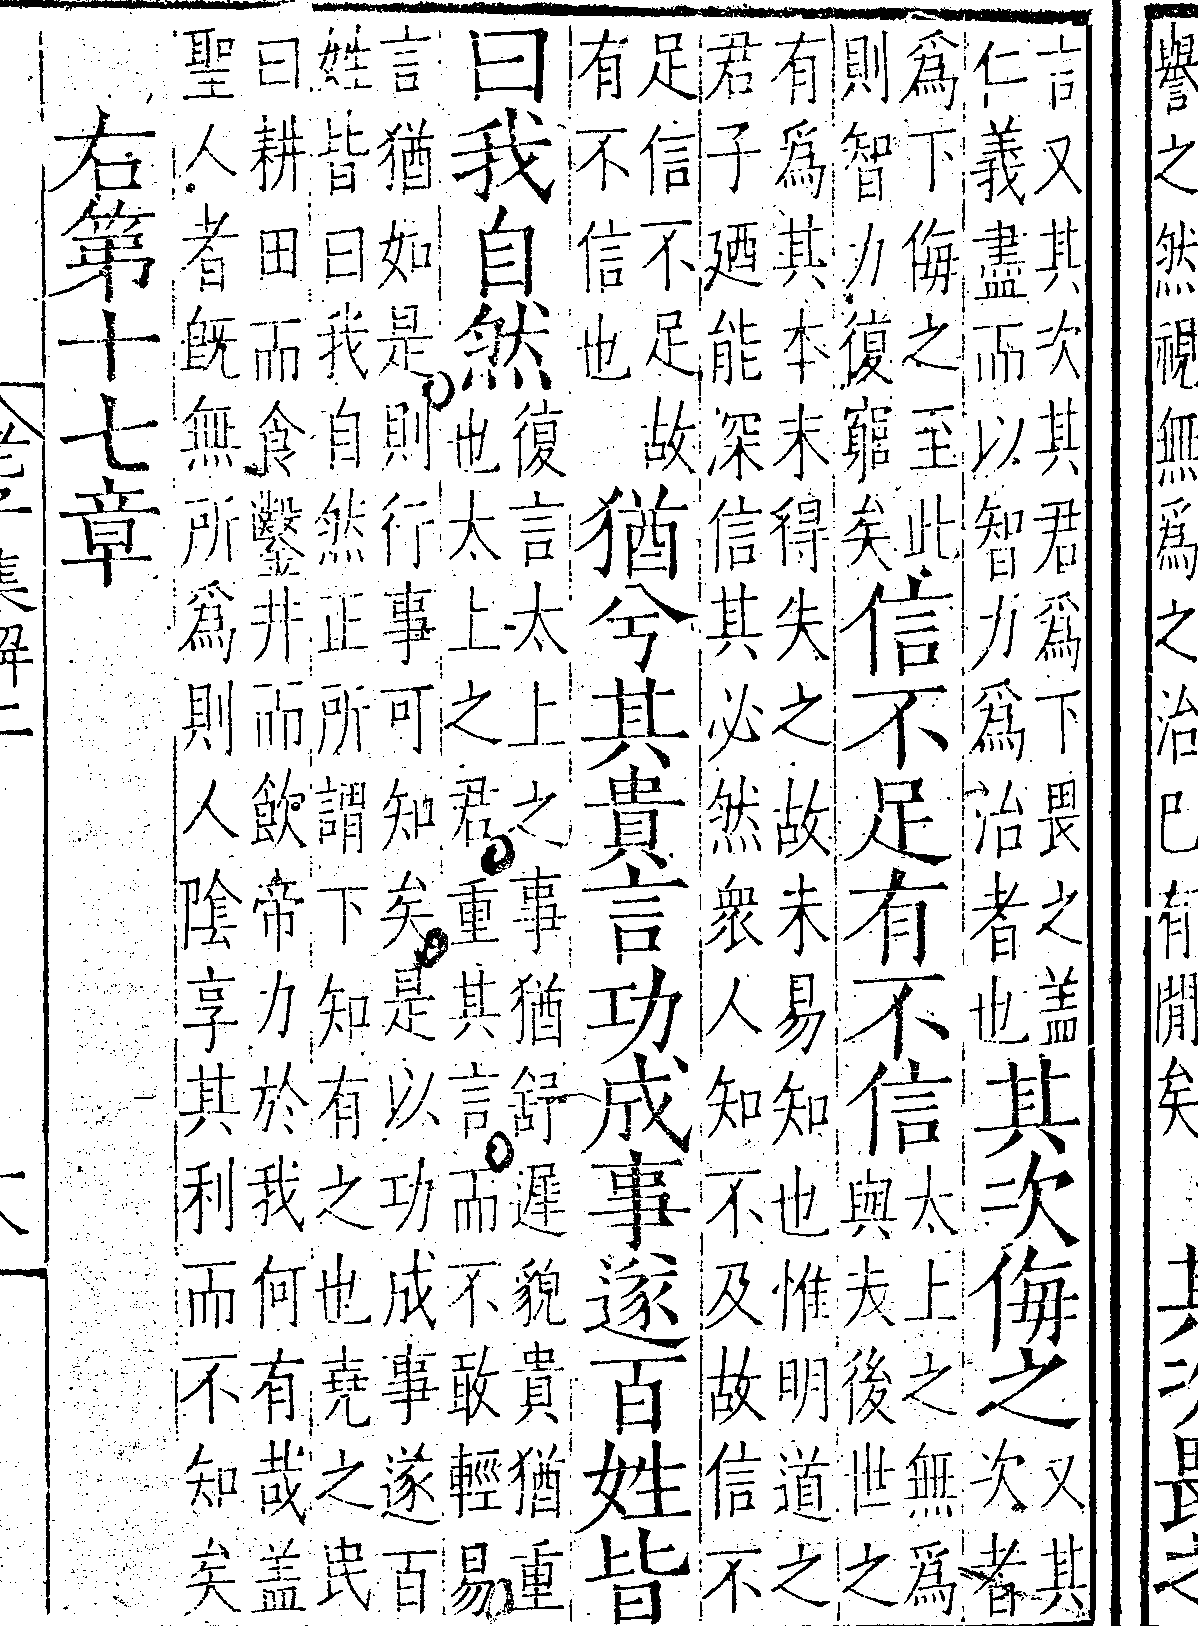 譽之然視無爲之治巳有閒矣其次畏之
言又其次其君爲下畏之盖
仁義盡而以智力爲治者也
其次侮之
又其
次者
爲下侮之至此
則智力復窮矣
信不足有不信
太上之無爲
與夫後世之
有爲其本末得失之故未易知也惟明道之
君子廼能深信其必然衆人知不及故信不
足信不足故
有不信也
猶兮其貴言功成事遂百姓皆
曰我自然
復言太上之事猶舒遲貌貴猶重
也太上之君重其言而不敢輕易
言猶如是則行事可知矣是以功成事遂百
姓皆曰我自然正所謂下知有之也堯之民
曰耕田而食鑿井而飲帝力於我何有哉盖
聖人者旣無所爲則人陰享其利而不知矣
右第十七章